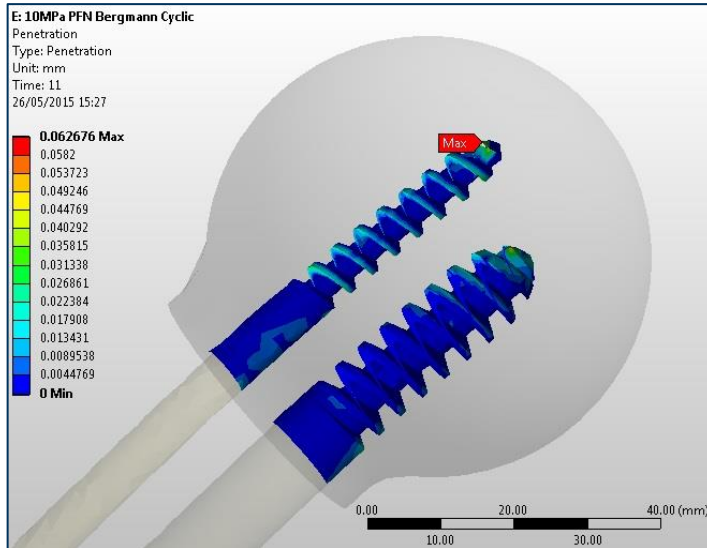 E: 10MPa PFN Bergmann Cyclic
Penetration
Type: Penetration
Unit: mm
Time: 11
26/05/2015 15:27
0.062676 Max
0.0582
0.053723
0.049246
0.044769
0.040292
0.035815
0.031338
0.026861
0.022384
0.017908
0.013431
0.0089538
0.0044769
0 Min
Max
0.00 20.00 40.00 (mm)
10.00 30.00